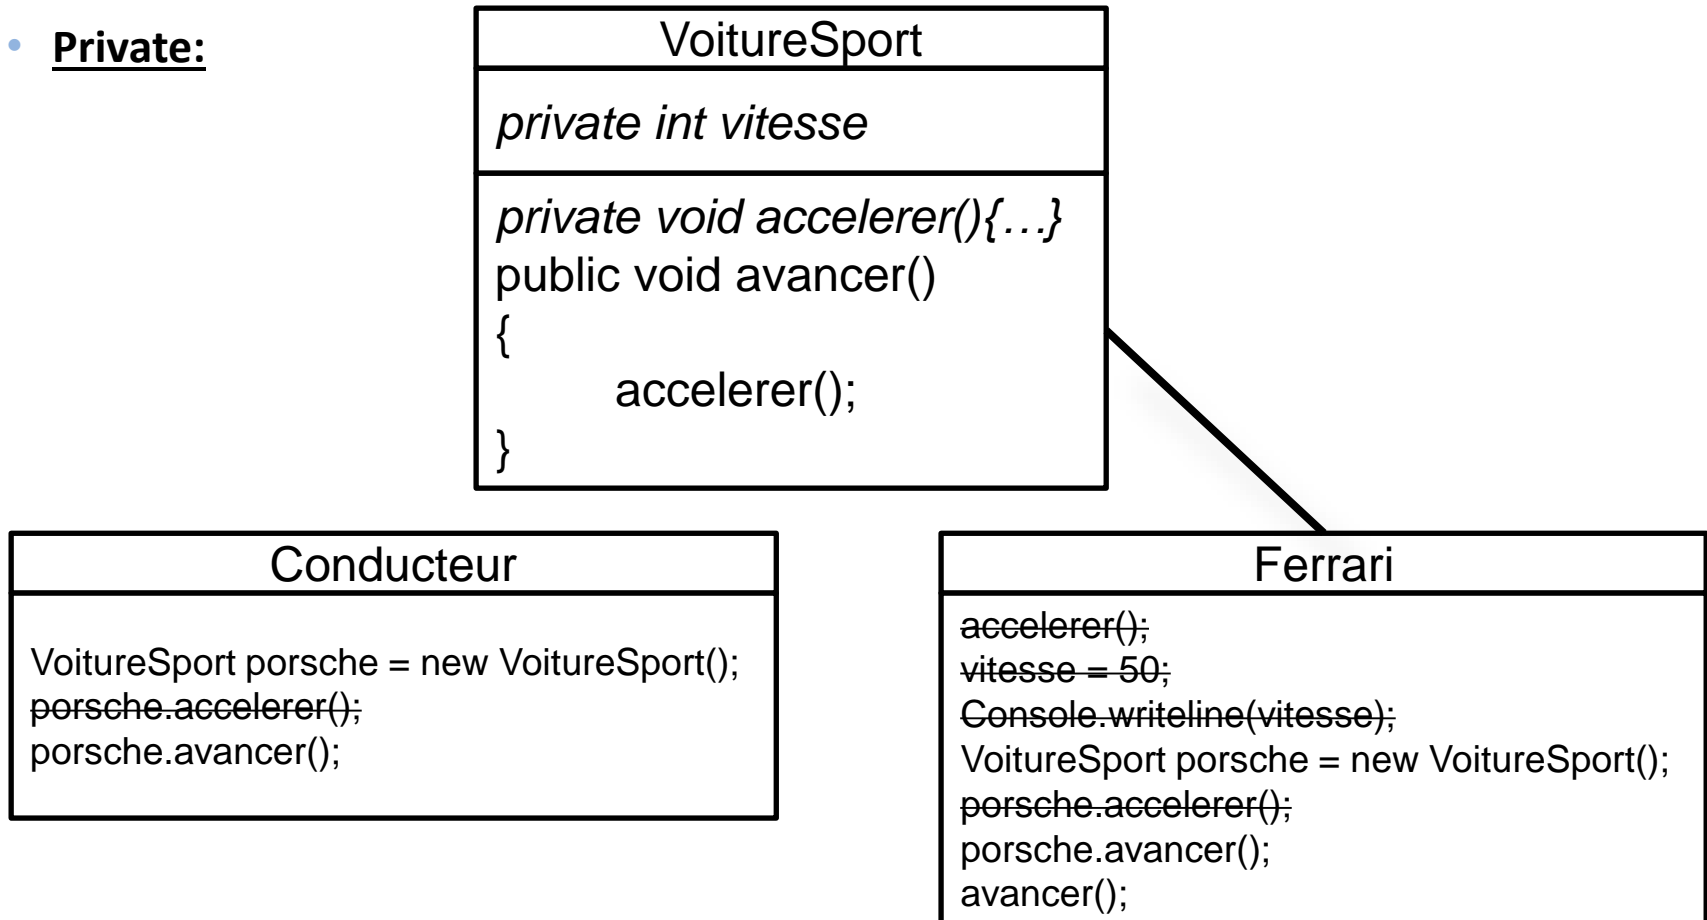 • Private:
VoitureSport
private int vitesse
private void accelerer(){…}
public void avancer()
{
accelerer();
}
Conducteur
VoitureSport porsche = new VoitureSport();
porsche.accelerer();
porsche.avancer();
Ferrari
accelerer();
vitesse = 50;
Console.writeline(vitesse);
VoitureSport porsche = new VoitureSport();
porsche.accelerer();
porsche.avancer();
avancer();